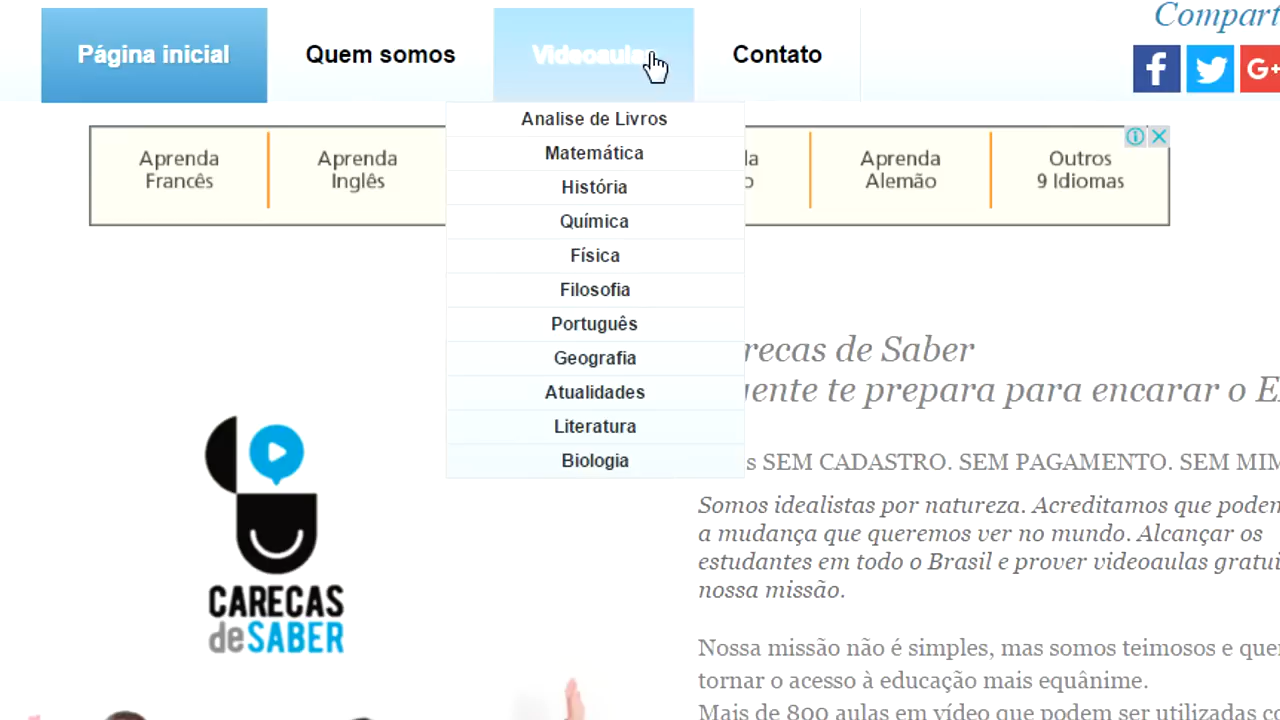 Compart
Página inicial
Quem somos
Videoaulas
Contato
Analise de Livros
Matemática
História
Química
Física
Filosofia
Português
Geografia
Atualidades
Literatura
Biologia
Aprenda
Francês
Aprenda
Inglês
Aprenda
Alemão
Outros
9 Idiomas
recas de Saber
ente te prepara para encarar o E
s SEM CADASTRO. SEM PAGAMENTO. SEM MIM
Somos idealistas por natureza. Acreditamos que poden
a mudança que queremos ver no mundo. Alcançar os
estudantes em todo o Brasil e prover videoaulas gratui
nossa missão.
Nossa missão não é simples, mas somos teimosos e quer
tornar o acesso à educação mais equânime.
Mais de 800 aulas em vídeo que podem ser utilizadas co
CARECAS
deSABER